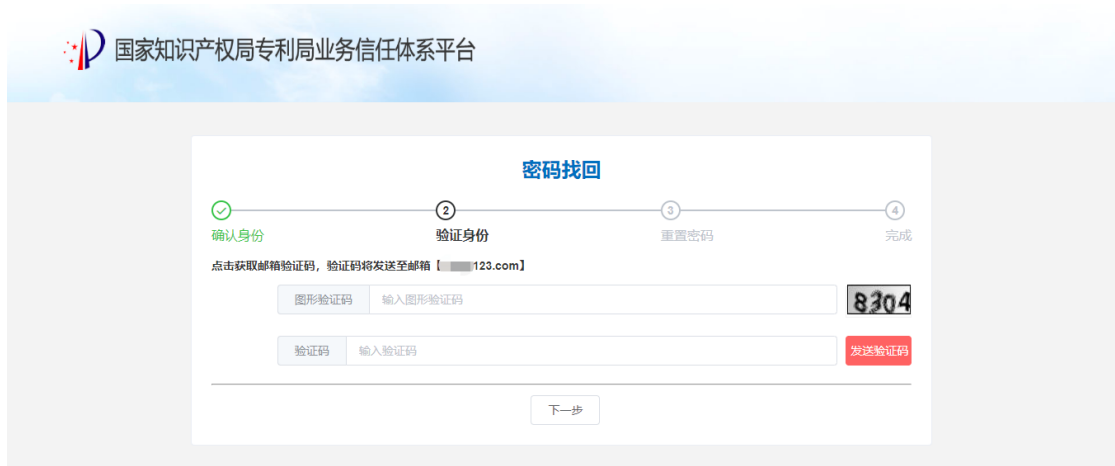 国家知识产权局专利局业务信任体系平台
密码找回
2 3 4
确认身份 验证身份 重置密码 完成
点击获取邮箱验证码，验证码将发送至邮箱【 123.com】
图形验证码 输入图形验证码 8304
验证码 输入验证码 发送验证码
下一步